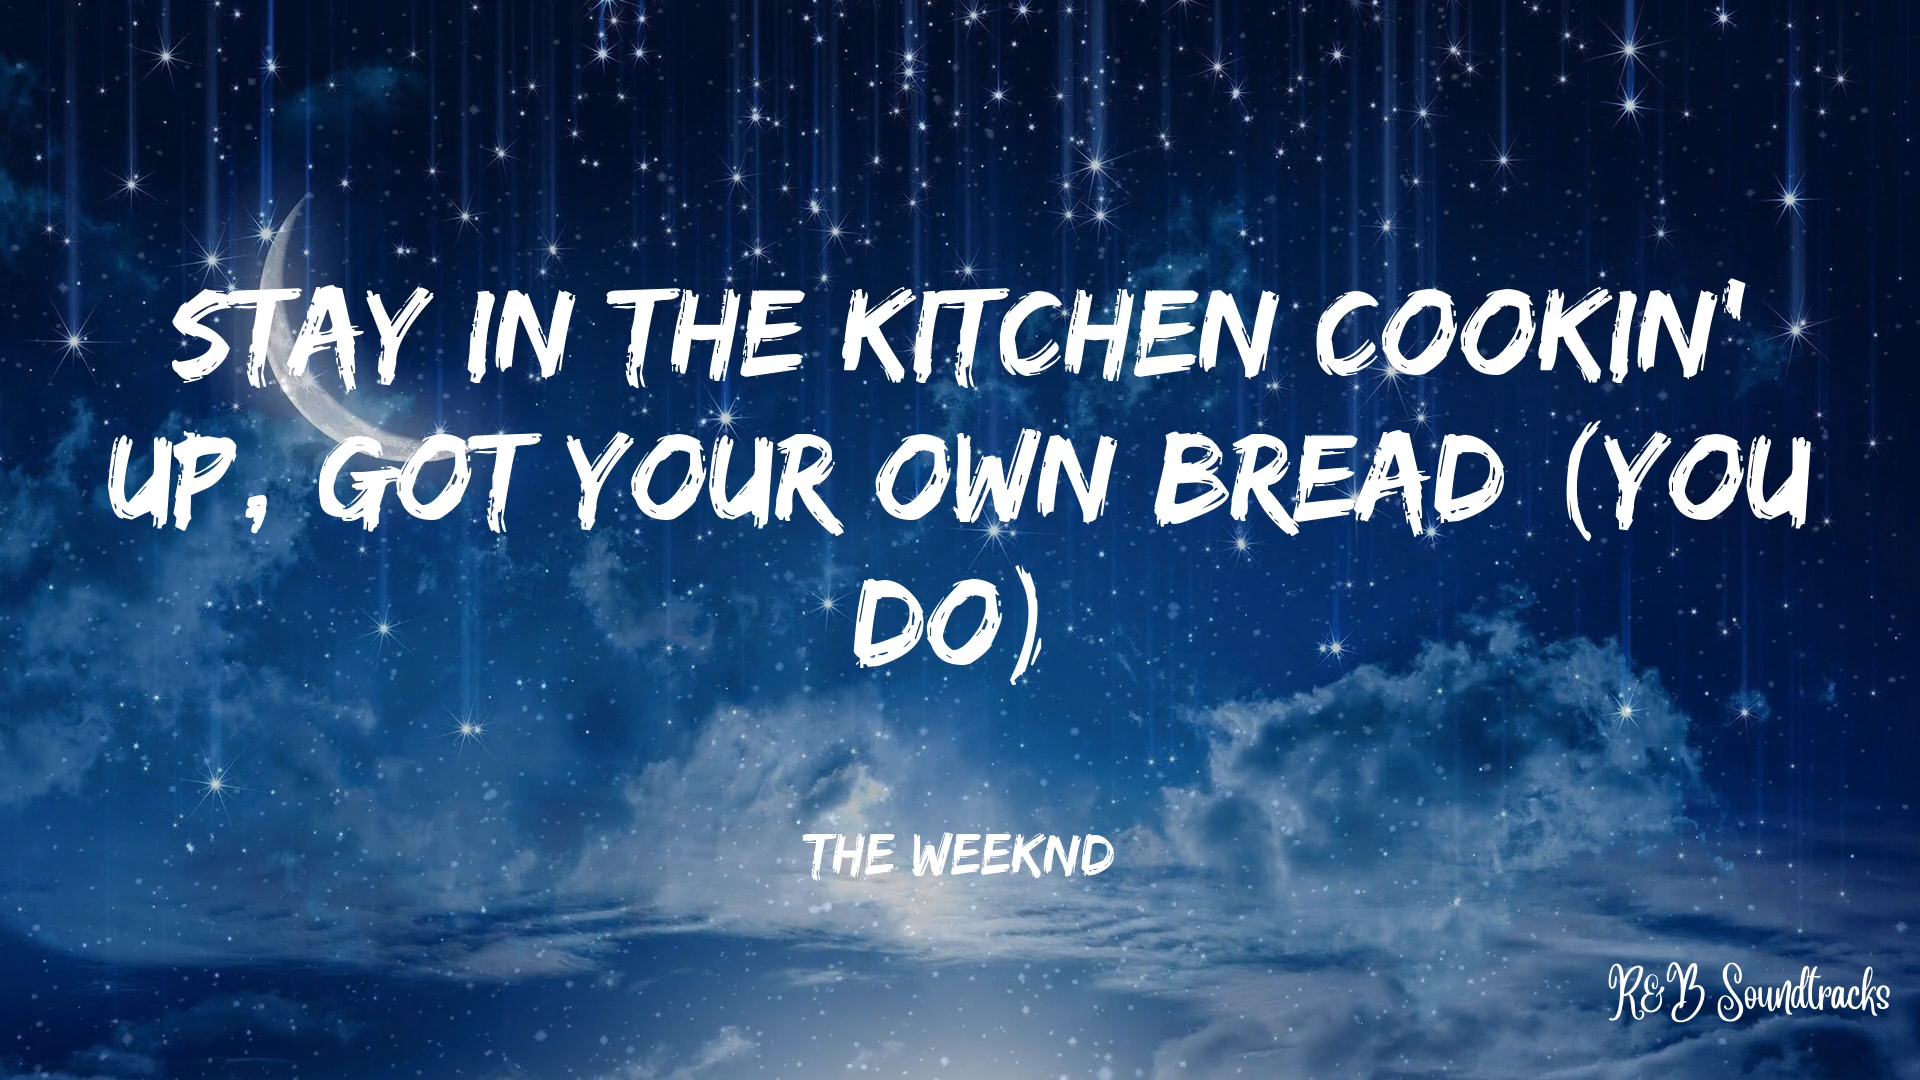 STAY IN THE KITCHEN COOKIN'
UP, GOT YOUR OWN BREAD (YOU
DO)
THE WEEKND
R&B Soundtracks